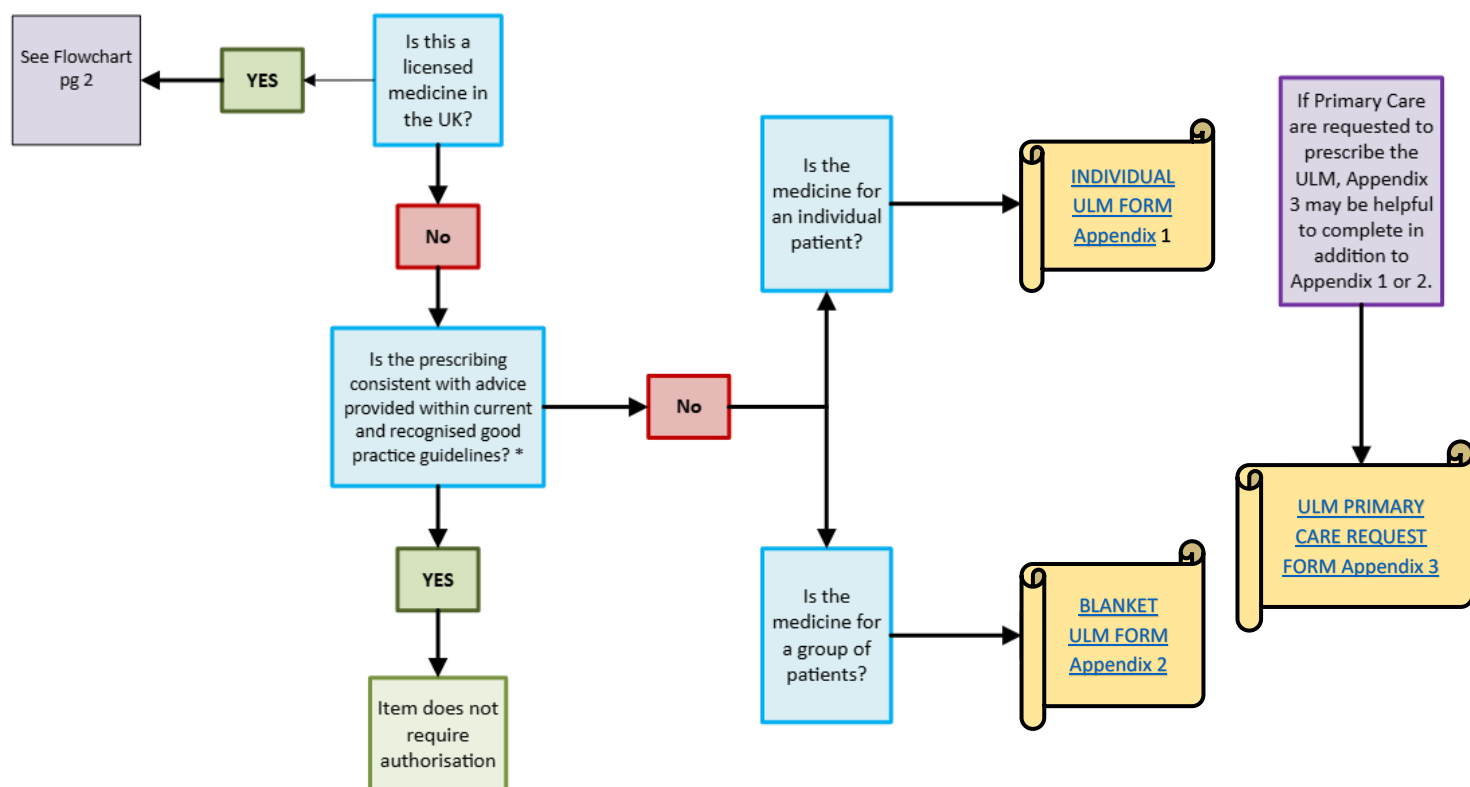 See Flowchart
pg 2
YES
Is this a
licensed
medicine in
the UK?
No
Is the prescribing
consistent with advice
provided within current
and recognised good
practice guidelines? *
YES
Item does not
require
authorisation
No
Is the
medicine for
an individual
patient?
INDIVIDUAL
ULM FORM
Appendix 1
Is the
medicine for
a group of
patients?
BLANKET
ULM FORM
Appendix 2
If Primary Care
are requested to
prescribe the
ULM, Appendix
3 may be helpful
to complete in
addition to
Appendix 1 or 2.
ULM PRIMARY
CARE REQUEST
FORM Appendix 3